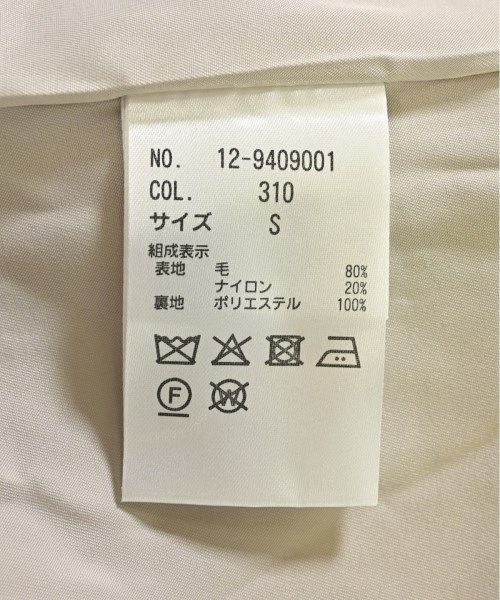 NO. 12-9409001
COL. 310
サイズ S
組成表示
表地 毛 80%
ナイロン 20%
裏地 ポリエステル 100%
F W